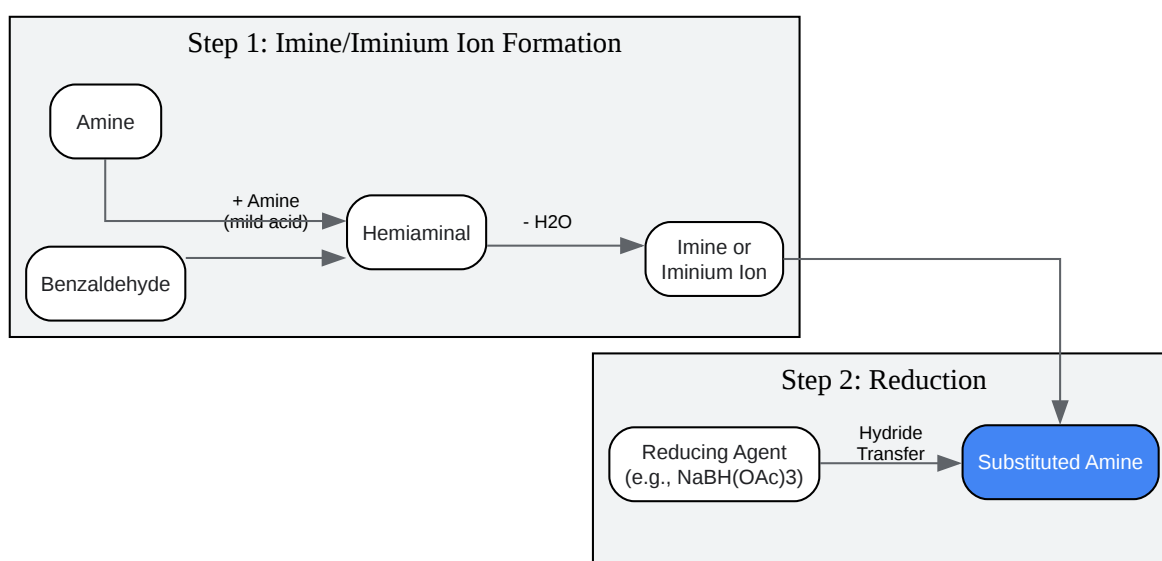 Step 1: Imine/Iminium Ion Formation
Amine
+ Amine
(mild acid)
Hemiaminal
- H2O
Imine or
Iminium Ion
Benzaldehyde
Step 2: Reduction
Reducing Agent
(e.g., NaBH(OAc)3)
Hydride
Transfer
Substituted Amine